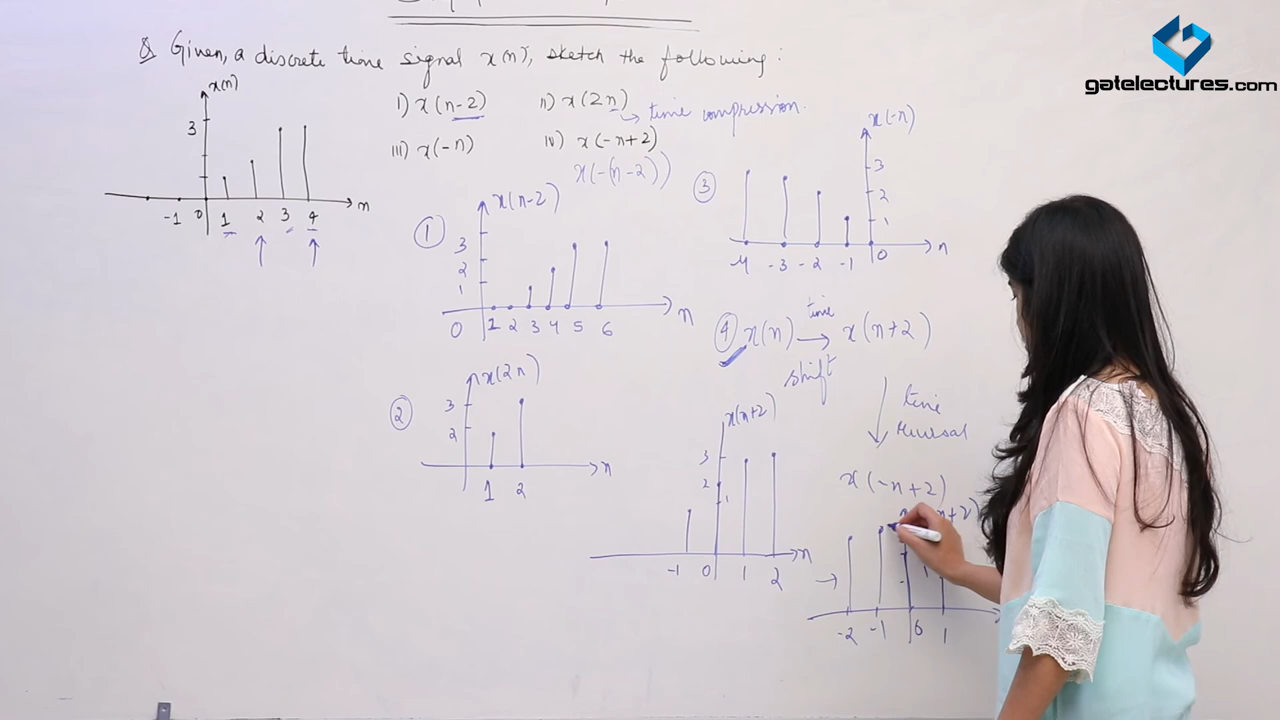 Q Given, a discrete time signal x(n), sketch the following:
i) x(n-2) ii) x(2n)
→ time compression.
iii) x(-n) iv) x(-n+2)
x(-(n-2))
x(n)
3
-1 0 1 2 3 4 n
① x(n-2)
3
2
1
0 1 2 3 4 5 6 n
② x(2n)
3
2
1 2 n
③ x(-n)
3
2
1
-4 -3 -2 -1 0 n
④ x(n) → x(n+2)
time
shift
time
reversal
x(-n+2)
x(n+2)
3
2
1
-1 0 1 2 n
-2 -1 0 1
gatelectures.com